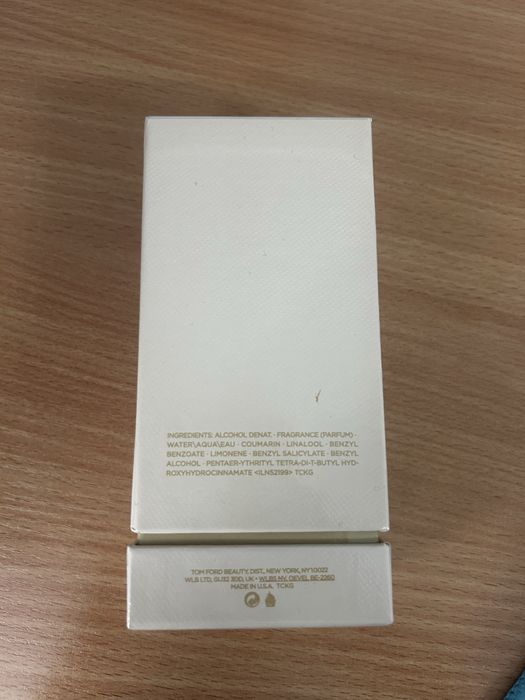 INGREDIENTS: ALCOHOL DENAT. · FRAGRANCE (PARFUM) ·
WATER\AQUA\EAU · COUMARIN · LINALOOL · BENZYL
BENZOATE · LIMONENE · BENZYL SALICYLATE · BENZYL
ALCOHOL · PENTAER-YTHRITYL TETRA-DI-T-BUTYL HYD-
ROXYHYDROCINNAMATE <ILN52199> TCKG
TOM FORD BEAUTY, DIST., NEW YORK, NY10022
WLB LTD, GU32 3DD, UK · WLBS NV, OEVEL BE-2260
MADE IN U.S.A. TCKG